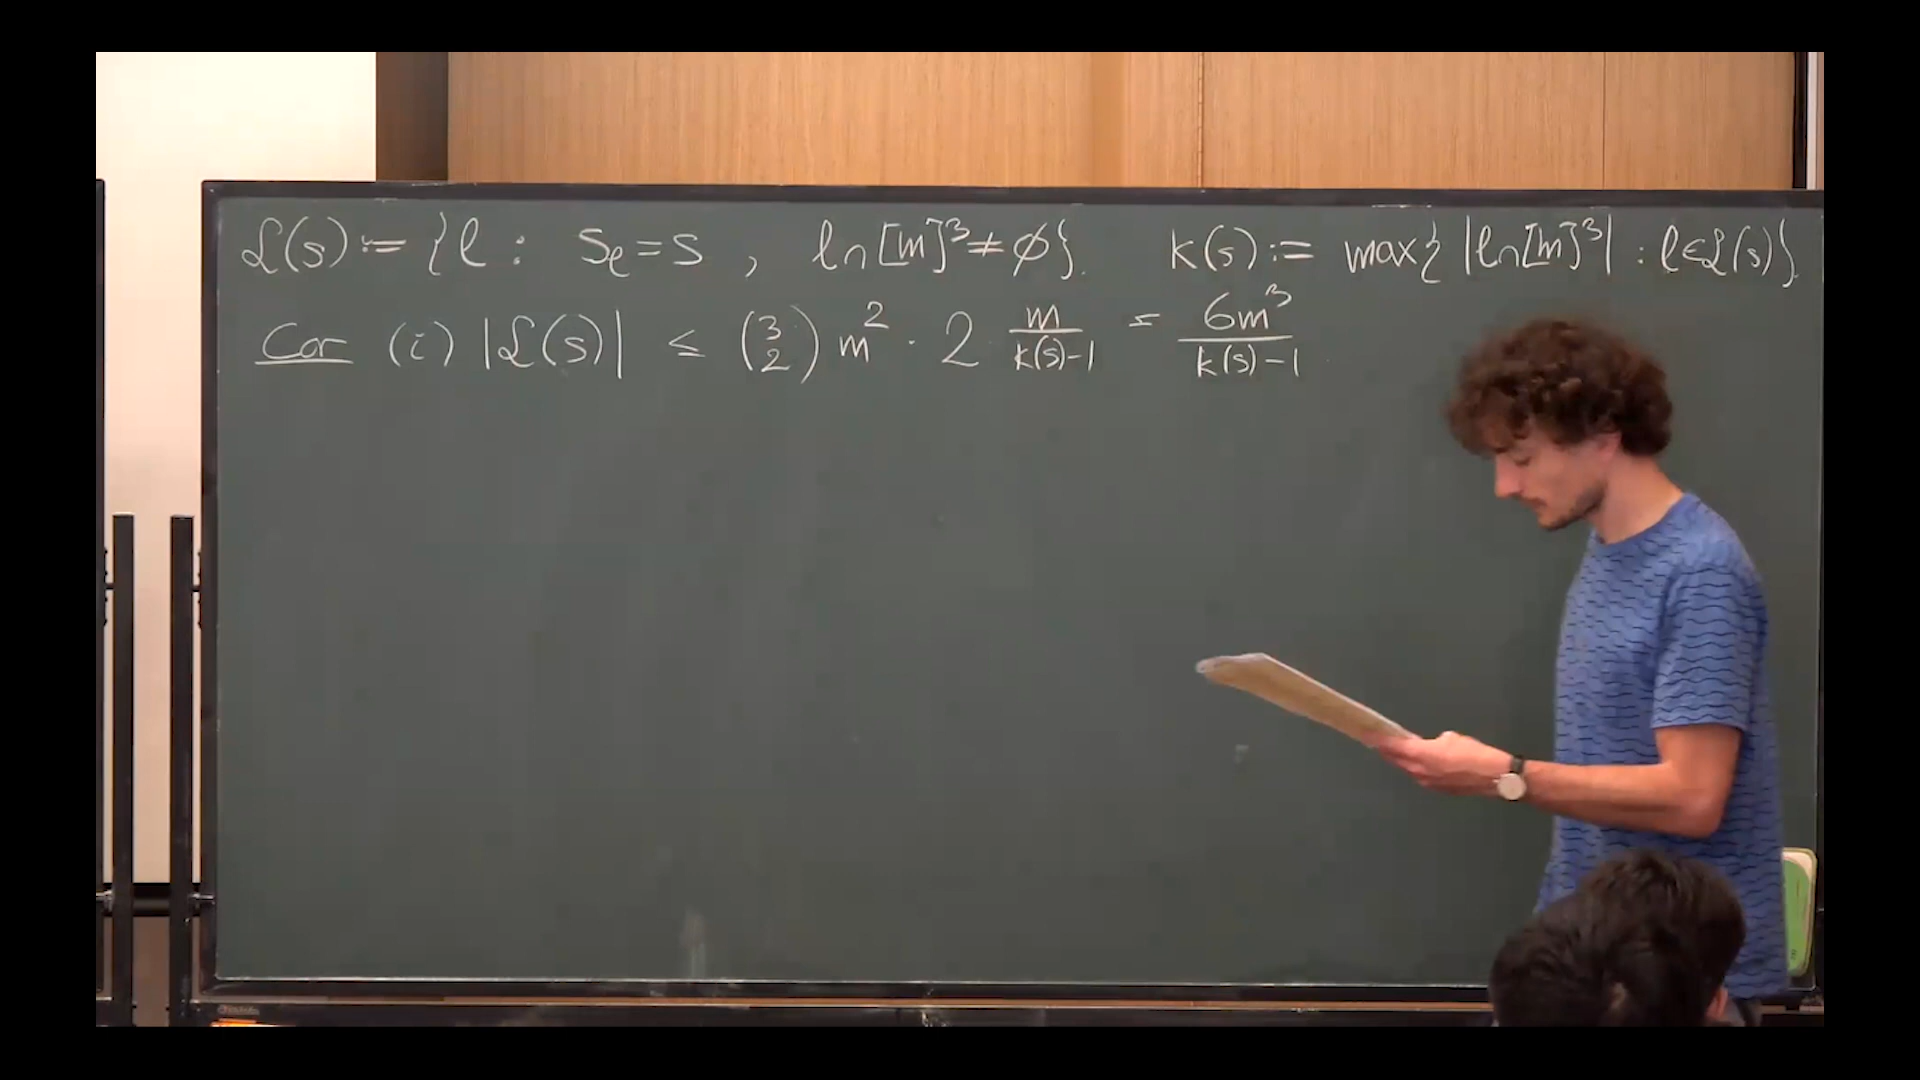 ℒ(s) := {ℓ : s_ℓ = s , ℓ∩[m]³ ≠ ∅}. k(s) := max{ |ℓ∩[m]³| : ℓ∈ℒ(s) }.
Cor (i) |ℒ(s)| ≤ (3 2) m² · 2 m/(k(s)-1) = 6m³/(k(s)-1)